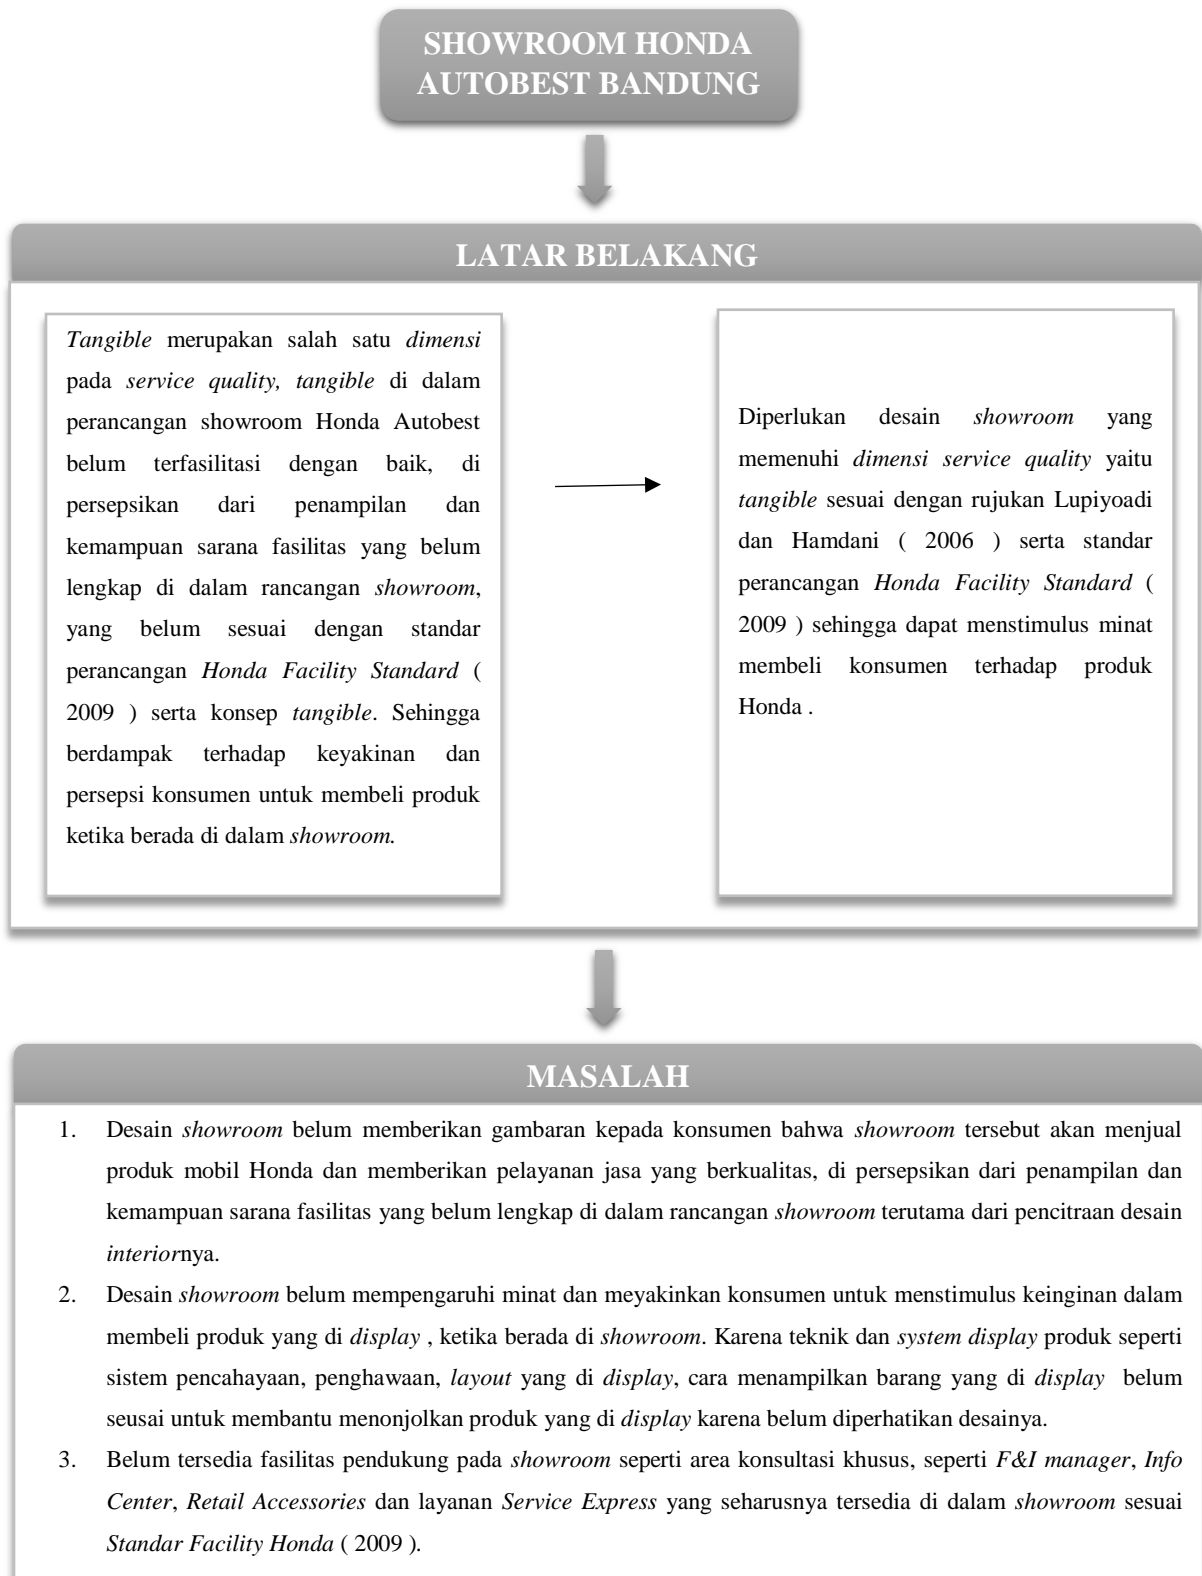 SHOWROOM HONDA
AUTOBEST BANDUNG
LATAR BELAKANG
Tangible merupakan salah satu dimensi
pada service quality, tangible di dalam
perancangan showroom Honda Autobest
belum terfasilitasi dengan baik, di
persepsikan dari penampilan dan
kemampuan sarana fasilitas yang belum
lengkap di dalam rancangan showroom,
yang belum sesuai dengan standar
perancangan Honda Facility Standard (
2009 ) serta konsep tangible. Sehingga
berdampak terhadap keyakinan dan
persepsi konsumen untuk membeli produk
ketika berada di dalam showroom.
Diperlukan desain showroom yang
memenuhi dimensi service quality yaitu
tangible sesuai dengan rujukan Lupiyoadi
dan Hamdani ( 2006 ) serta standar
perancangan Honda Facility Standard (
2009 ) sehingga dapat menstimulus minat
membeli konsumen terhadap produk
Honda .
MASALAH
1. Desain showroom belum memberikan gambaran kepada konsumen bahwa showroom tersebut akan menjual
produk mobil Honda dan memberikan pelayanan jasa yang berkualitas, di persepsikan dari penampilan dan
kemampuan sarana fasilitas yang belum lengkap di dalam rancangan showroom terutama dari pencitraan desain
interiornya.
2. Desain showroom belum mempengaruhi minat dan meyakinkan konsumen untuk menstimulus keinginan dalam
membeli produk yang di display , ketika berada di showroom. Karena teknik dan system display produk seperti
sistem pencahayaan, penghawaan, layout yang di display, cara menampilkan barang yang di display belum
seusai untuk membantu menonjolkan produk yang di display karena belum diperhatikan desainya.
3. Belum tersedia fasilitas pendukung pada showroom seperti area konsultasi khusus, seperti F&I manager, Info
Center, Retail Accessories dan layanan Service Express yang seharusnya tersedia di dalam showroom sesuai
Standar Facility Honda ( 2009 ).